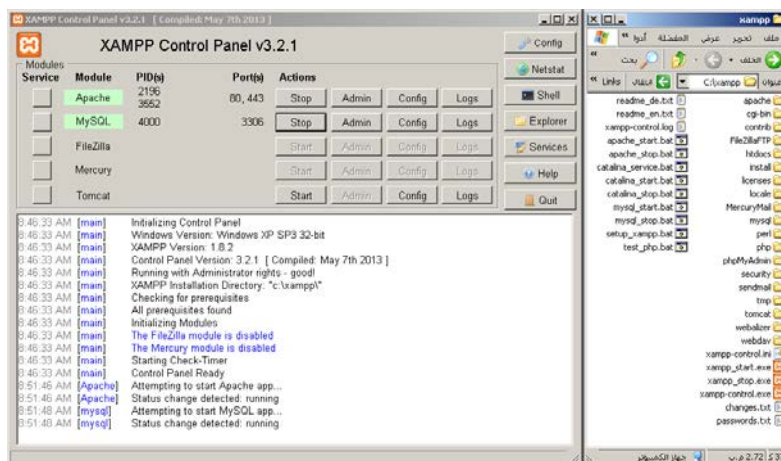 XAMPP Control Panel v3.2.1 [ Compiled: May 7th 2013 ]
XAMPP Control Panel v3.2.1
Config
Modules
Service Module PID(s) Port(s) Actions
Netstat
Apache 2196 3552 80, 443 Stop Admin Config Logs
Shell
MySQL 4000 3306 Stop Admin Config Logs
Explorer
FileZilla Start Admin Config Logs
Services
Mercury Start Admin Config Logs
Help
Tomcat Start Admin Config Logs
Quit
8:46:33 AM [main] Initializing Control Panel
8:46:33 AM [main] Windows Version: Windows XP SP3 32-bit
8:46:33 AM [main] XAMPP Version: 1.8.2
8:46:33 AM [main] Control Panel Version: 3.2.1 [ Compiled: May 7th 2013 ]
8:46:33 AM [main] Running with Administrator rights - good!
8:46:33 AM [main] XAMPP Installation Directory: "c:\xampp\"
8:46:33 AM [main] Checking for prerequisites
8:46:33 AM [main] All prerequisites found
8:46:33 AM [main] Initializing Modules
8:46:33 AM [main] The FileZilla module is disabled
8:46:33 AM [main] The Mercury module is disabled
8:46:33 AM [main] Starting Check-Timer
8:46:33 AM [main] Control Panel Ready
8:51:46 AM [Apache] Attempting to start Apache app...
8:51:46 AM [Apache] Status change detected: running
8:51:48 AM [mysql] Attempting to start MySQL app...
8:51:48 AM [mysql] Status change detected: running
xampp
ملف تحرير عرض المفضلة أدوا
الخلف بحث
C:\xampp انتقال Links
apache
cgi-bin
contrib
FileZillaFTP
htdocs
install
licenses
locale
MercuryMail
mysql
perl
php
phpMyAdmin
security
sendmail
tmp
tomcat
webalizer
webdav
xampp-control.ini
xampp_start.exe
xampp_stop.exe
xampp-control.exe
changes.txt
passwords.txt
readme_de.txt
readme_en.txt
xampp-control.log
apache_start.bat
apache_stop.bat
catalina_service.bat
catalina_start.bat
catalina_stop.bat
mysql_start.bat
mysql_stop.bat
setup_xampp.bat
test_php.bat
2.72 م.ب جهاز الكمبيوتر